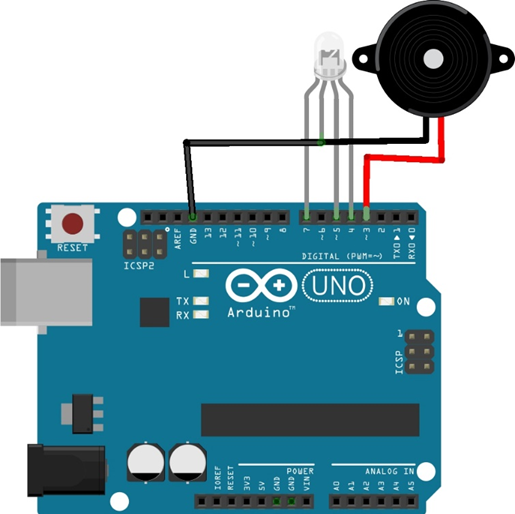 RESET
ICSP2
AREF
GND
13
12
~11
~10
~9
8
7
~6
~5
4
~3
2
TX0▶1
RX0◀0
DIGITAL (PWM=~)
L
TX
RX
UNO
Arduino™
ON
1
ICSP
IOREF
RESET
3V3
5V
GND
GND
VIN
POWER
ANALOG IN
A0
A1
A2
A3
A4
A5